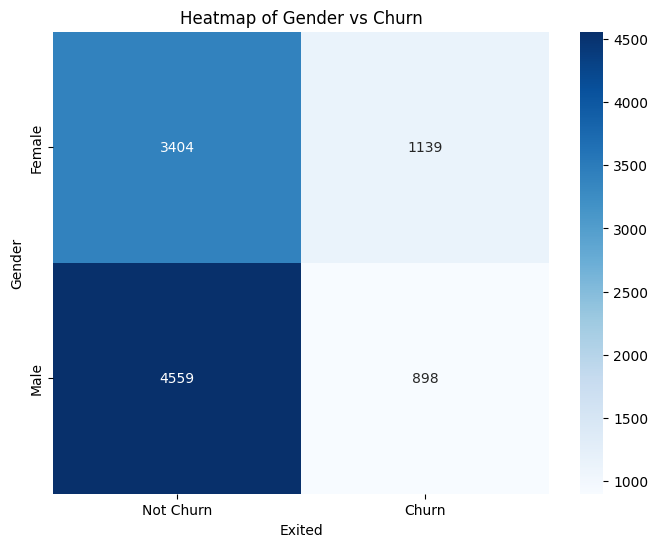 Heatmap of Gender vs Churn
Gender
Female
3404
1139
Male
4559
898
Not Churn
Churn
Exited
4500
4000
3500
3000
2500
2000
1500
1000